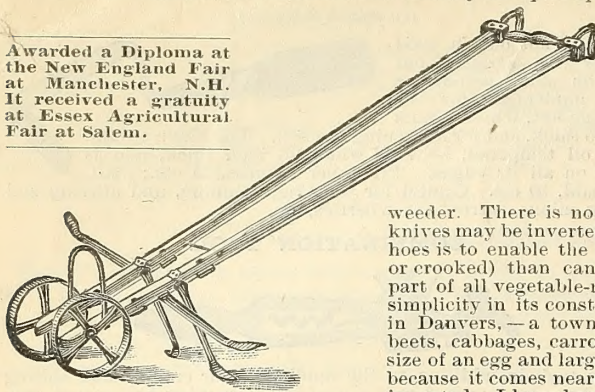 Awarded a Diploma at
the New England Fair
at Manchester, N.H.
It received a gratuity
at Essex Agricultural
Fair at Salem.
weeder. There is no
knives may be inverte
hoes is to enable the
or crooked) than can
part of all vegetable-r
simplicity in its const
in Danvers, — a town
beets, cabbages, carro
size of an egg and larg
because it comes near